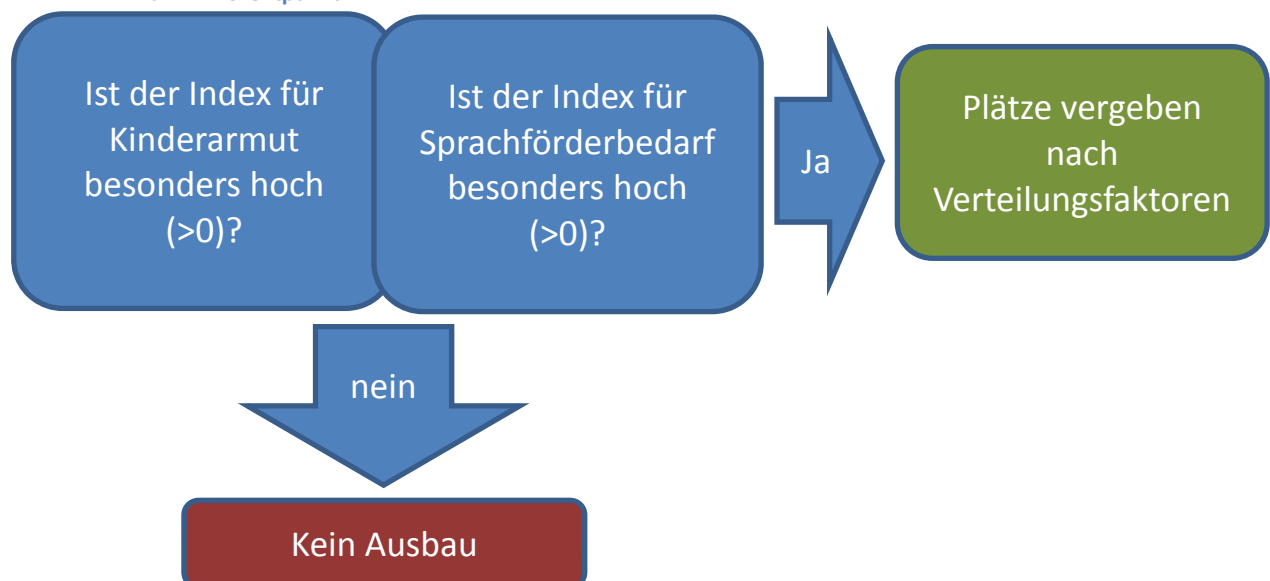 Ist der Index für
Kinderarmut
besonders hoch
(>0)?
Ist der Index für
Sprachförderbedarf
besonders hoch
(>0)?
Ja
Plätze vergeben
nach
Verteilungsfaktoren
nein
Kein Ausbau